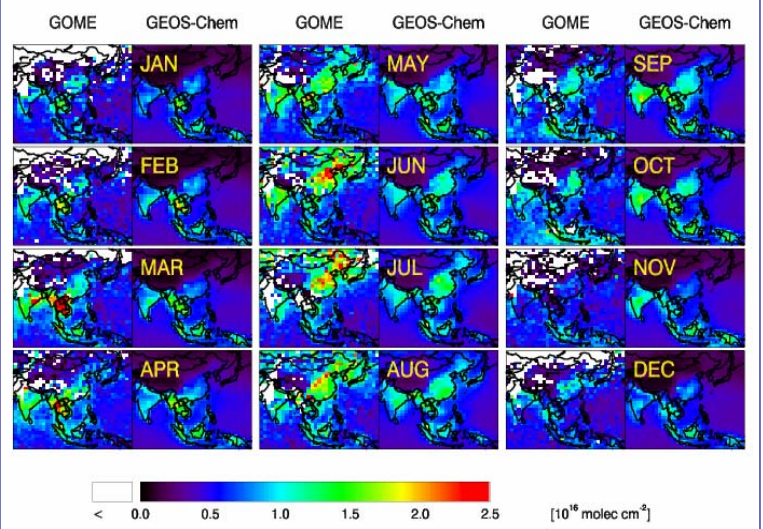 GOME GEOS-Chem GOME GEOS-Chem GOME GEOS-Chem
JAN MAY SEP
FEB JUN OCT
MAR JUL NOV
APR AUG DEC
< 0.0 0.5 1.0 1.5 2.0 2.5 [10¹⁶ molec cm⁻²]